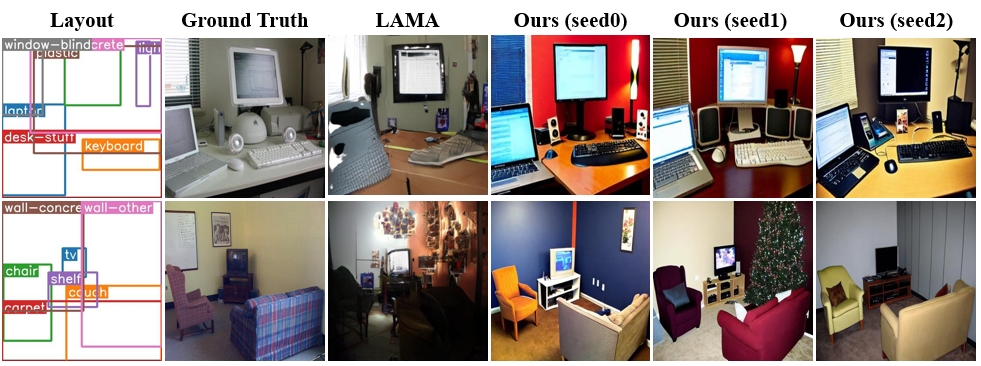 Layout Ground Truth LAMA Ours (seed0) Ours (seed1) Ours (seed2)
window-blind crete light
plastic
laptop
desk-stuff
keyboard
wall-concre wall-other
tv
chair
shelf
couch
carpet